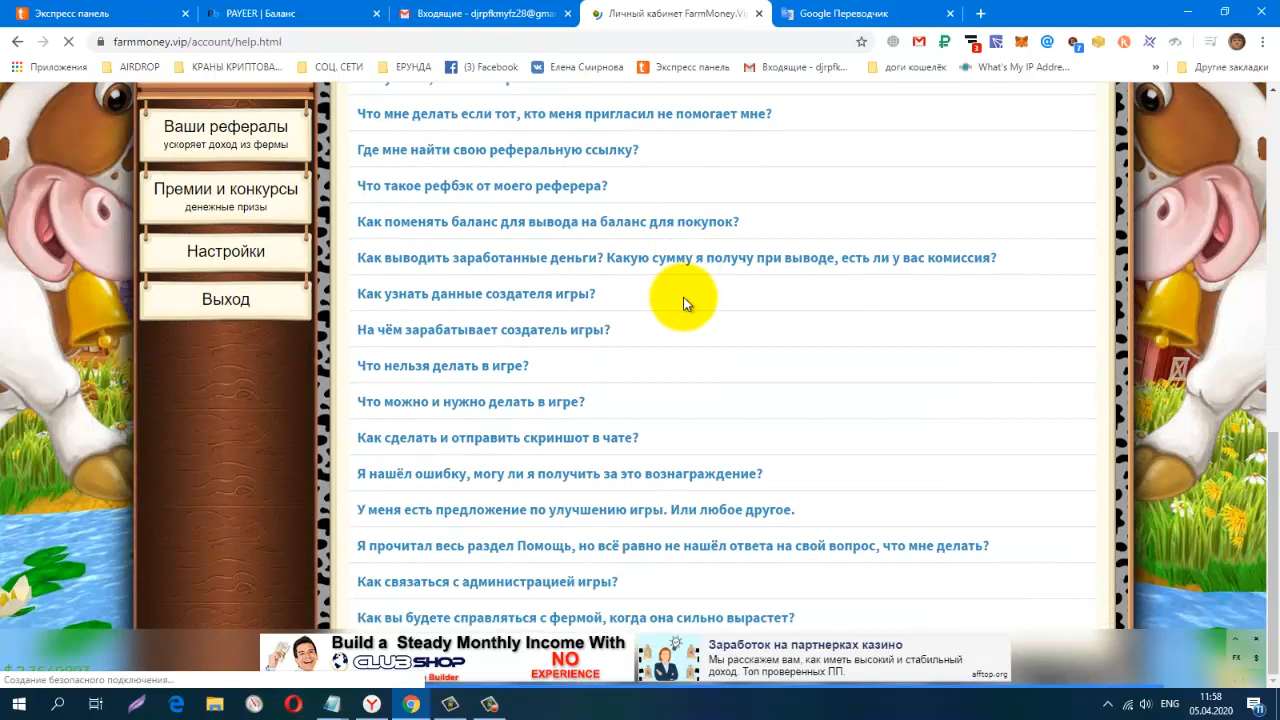 Экспресс панель
PAYEER | Баланс
Входящие - djrpfkmyfz28@gma
Личный кабинет FarmMoney.Vip
Google Переводчик
farmmoney.vip/account/help.html
3
7
Приложения
AIRDROP
КРАНЫ КРИПТОВА...
СОЦ. СЕТИ
ЕРУНДА
(3) Facebook
Елена Смирнова
Экспресс панель
Входящие - djrpfk...
доги кошелёк
What's My IP Addre...
»
Другие закладки
Ваши рефералы
ускоряет доход из фермы
Премии и конкурсы
денежные призы
Настройки
Выход
Что мне делать если тот, кто меня пригласил не помогает мне?
Где мне найти свою реферальную ссылку?
Что такое рефбэк от моего реферера?
Как поменять баланс для вывода на баланс для покупок?
Как выводить заработанные деньги? Какую сумму я получу при выводе, есть ли у вас комиссия?
Как узнать данные создателя игры?
На чём зарабатывает создатель игры?
Что нельзя делать в игре?
Что можно и нужно делать в игре?
Как сделать и отправить скриншот в чате?
Я нашёл ошибку, могу ли я получить за это вознаграждение?
У меня есть предложение по улучшению игры. Или любое другое.
Я прочитал весь раздел Помощь, но всё равно не нашёл ответа на свой вопрос, что мне делать?
Как связаться с администрацией игры?
Как вы будете справляться с фермой, когда она сильно вырастет?
Build a Steady Monthly Income With
CLUBSHOP
Builder
NO
EXPERIENCE
Заработок на партнерках казино
Мы расскажем вам, как иметь высокий и стабильный
доход. Топ проверенных ПП.
afftop.org
FX
$
Создание безопасного подключения...
ENG
11:58
05.04.2020
11